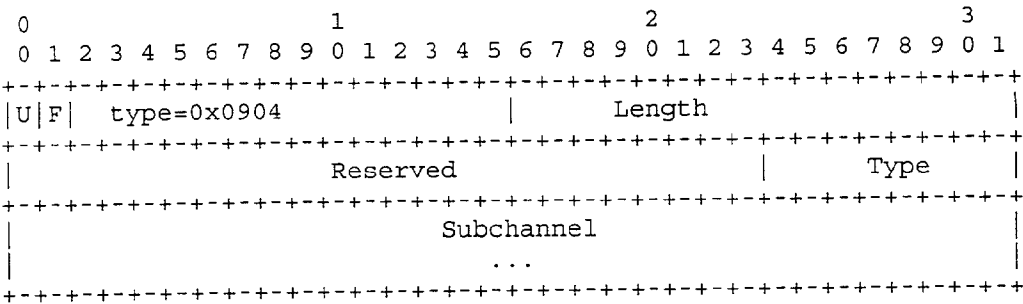 0                   1                   2                   3
0 1 2 3 4 5 6 7 8 9 0 1 2 3 4 5 6 7 8 9 0 1 2 3 4 5 6 7 8 9 0 1
+-+-+-+-+-+-+-+-+-+-+-+-+-+-+-+-+-+-+-+-+-+-+-+-+-+-+-+-+-+-+-+-+
|U|F|  type=0x0904              |      Length                   |
+-+-+-+-+-+-+-+-+-+-+-+-+-+-+-+-+-+-+-+-+-+-+-+-+-+-+-+-+-+-+-+-+
|                    Reserved                   |      Type     |
+-+-+-+-+-+-+-+-+-+-+-+-+-+-+-+-+-+-+-+-+-+-+-+-+-+-+-+-+-+-+-+-+
|                           Subchannel                          |
|                              ...                              |
+-+-+-+-+-+-+-+-+-+-+-+-+-+-+-+-+-+-+-+-+-+-+-+-+-+-+-+-+-+-+-+-+